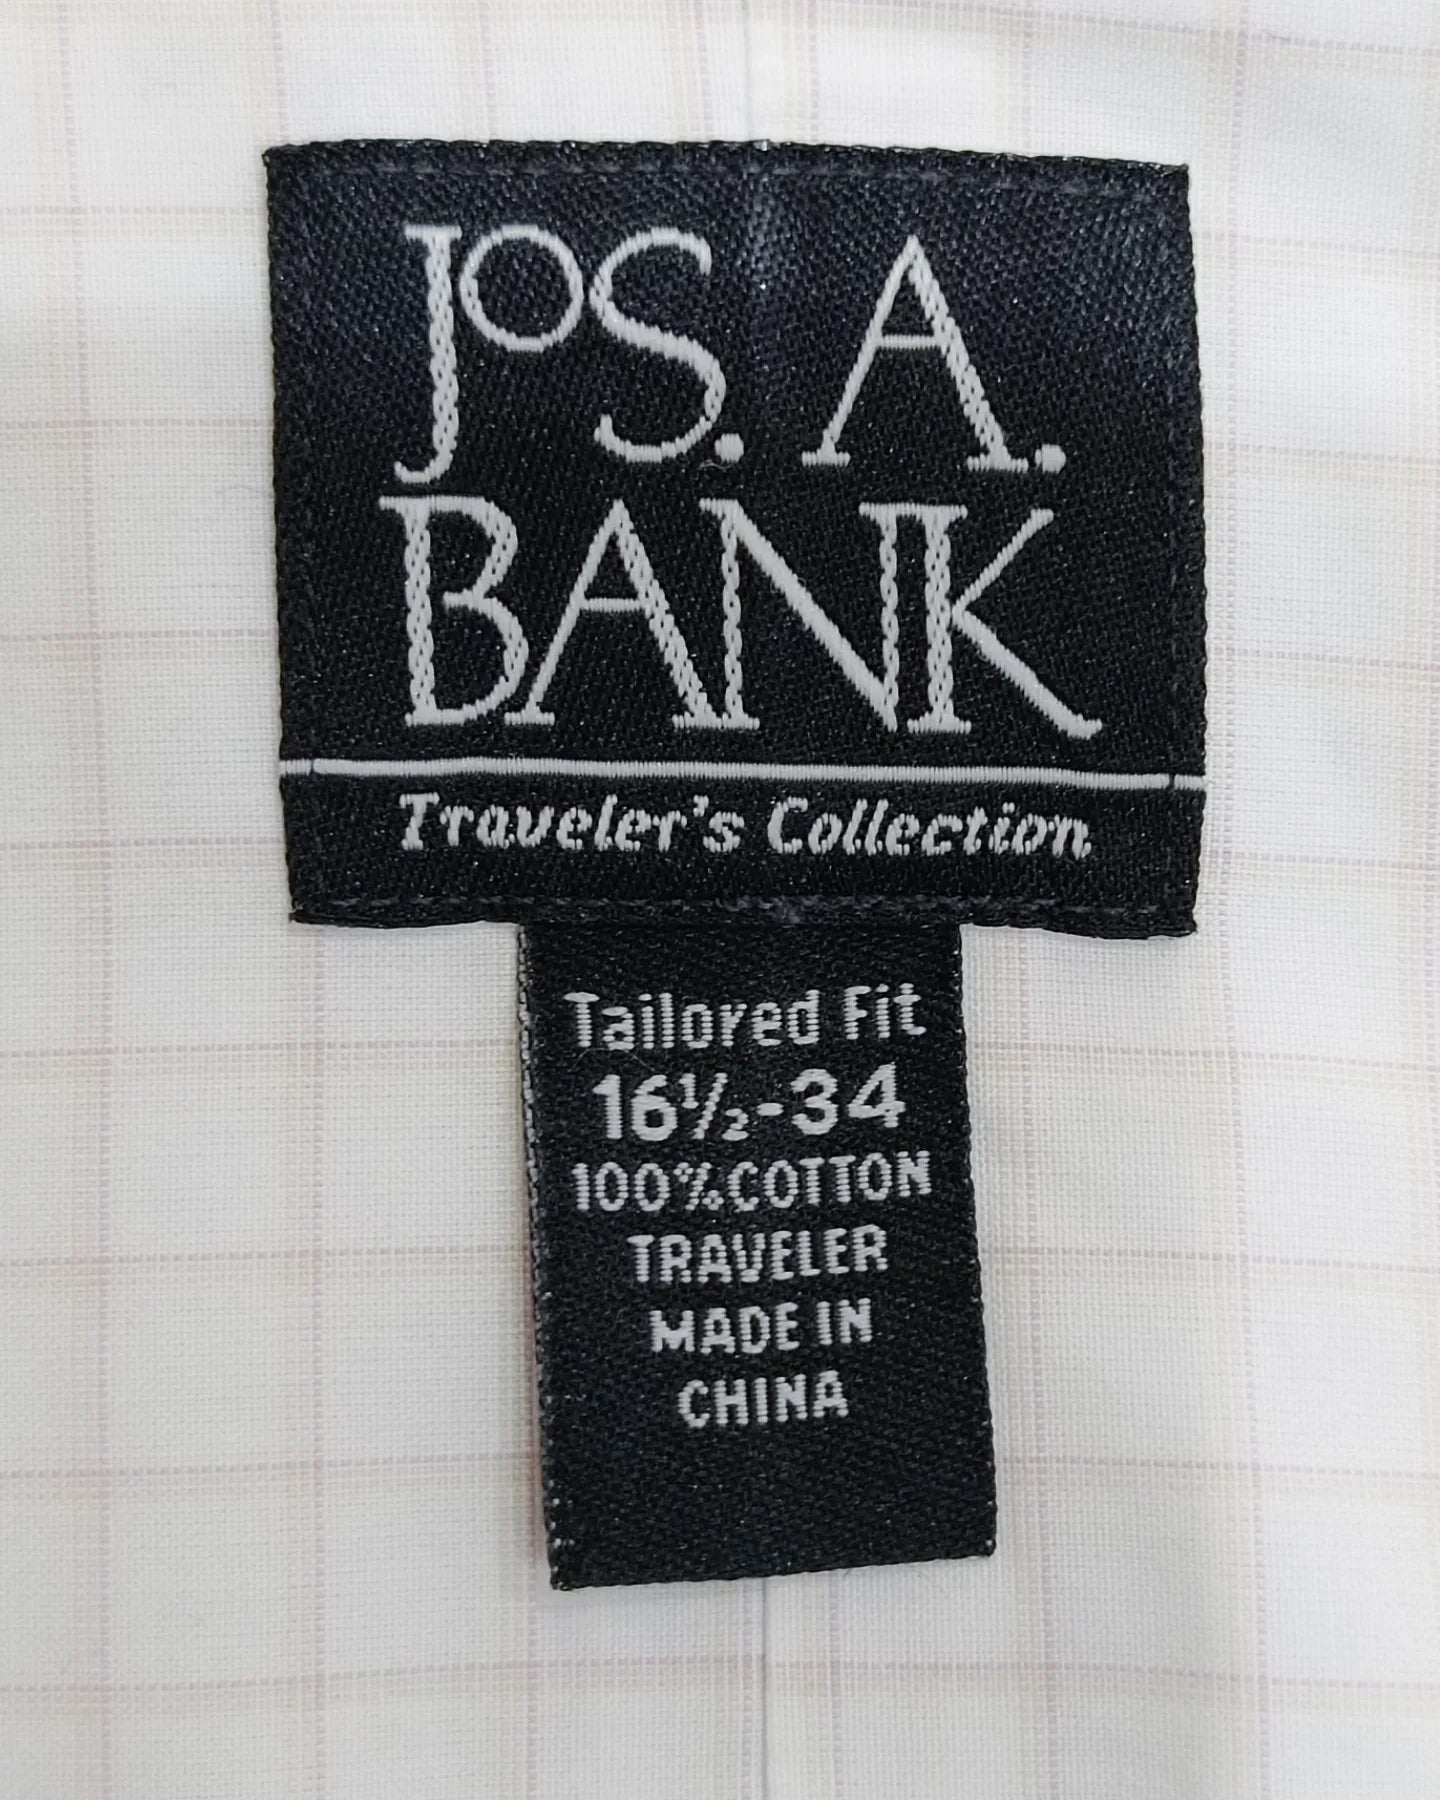 JoS. A.
BANK
Traveler's Collection
Tailored Fit
16½-34
100% COTTON
TRAVELER
MADE IN
CHINA